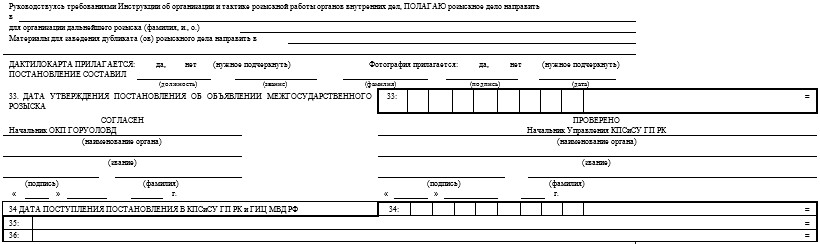 Руководствуясь требованиями Инструкции об организации и тактике розыскной работы органов внутренних дел, ПОЛАГАЮ розыскное дело направить
в
для организации дальнейшего розыска (фамилия, и., о.)
Материалы для заведения дубликата (ов) розыскного дела направить в
ДАКТИЛОКАРТА ПРИЛАГАЕТСЯ: да, нет (нужное подчеркнуть) Фотография прилагается: да, нет (нужное подчеркнуть)
ПОСТАНОВЛЕНИЕ СОСТАВИЛ
(должность) (звание) (фамилия) (подпись) (дата)
33. ДАТА УТВЕРЖДЕНИЯ ПОСТАНОВЛЕНИЯ ОБ ОБЪЯВЛЕНИИ МЕЖГОСУДАРСТВЕННОГО РОЗЫСКА 33: =
СОГЛАСЕН ПРОВЕРЕНО
Начальник ОКП ГОРУОЛОВД Начальник Управления КПСиСУ ГП РК
(наименование органа) (наименование органа)
(звание) (звание)
(подпись) (фамилия) (подпись) (фамилия)
« » г. « » г.
34 ДАТА ПОСТУПЛЕНИЯ ПОСТАНОВЛЕНИЯ В КПСиСУ ГП РК и ГИЦ МВД РФ 34: =
35: =
36: =